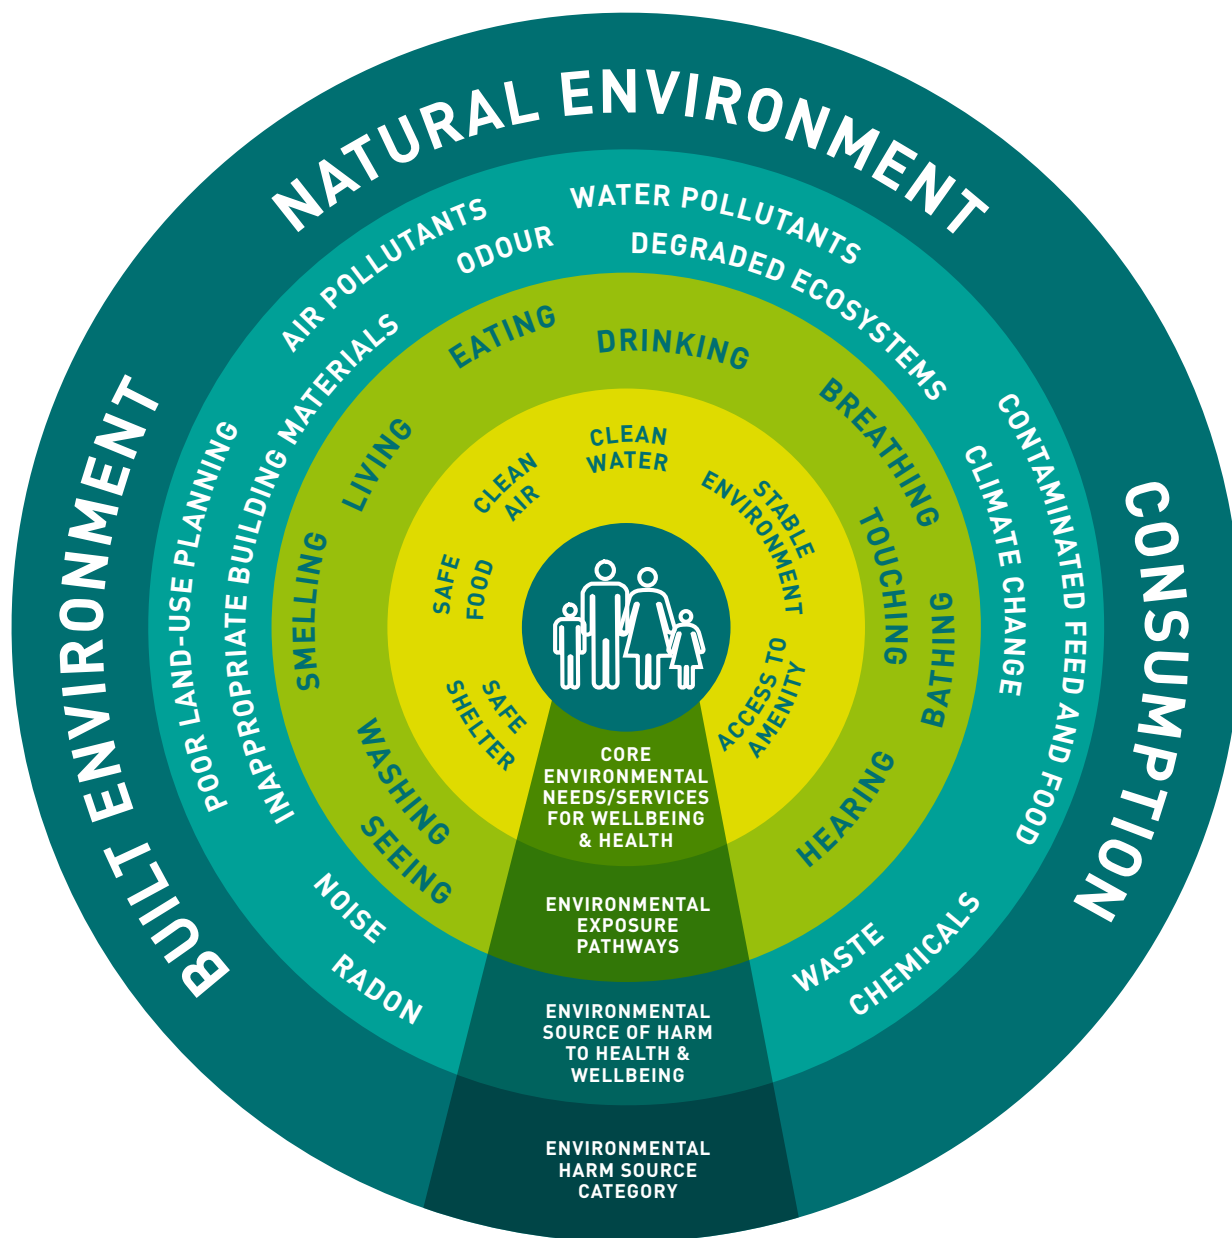 NATURAL ENVIRONMENT
BUILT ENVIRONMENT
CONSUMPTION
AIR POLLUTANTS
ODOUR
WATER POLLUTANTS
DEGRADED ECOSYSTEMS
CONTAMINATED FEED AND FOOD
CLIMATE CHANGE
POOR LAND-USE PLANNING
INAPPROPRIATE BUILDING MATERIALS
NOISE
RADON
WASTE
CHEMICALS
EATING
DRINKING
BREATHING
TOUCHING
BATHING
HEARING
LIVING
SMELLING
WASHING
SEEING
CLEAN
WATER
CLEAN
AIR
STABLE
ENVIRONMENT
SAFE
FOOD
SAFE
SHELTER
ACCESS TO
AMENITY
CORE
ENVIRONMENTAL
NEEDS/SERVICES
FOR WELLBEING
& HEALTH
ENVIRONMENTAL
EXPOSURE
PATHWAYS
ENVIRONMENTAL
SOURCE OF HARM
TO HEALTH &
WELLBEING
ENVIRONMENTAL
HARM SOURCE
CATEGORY